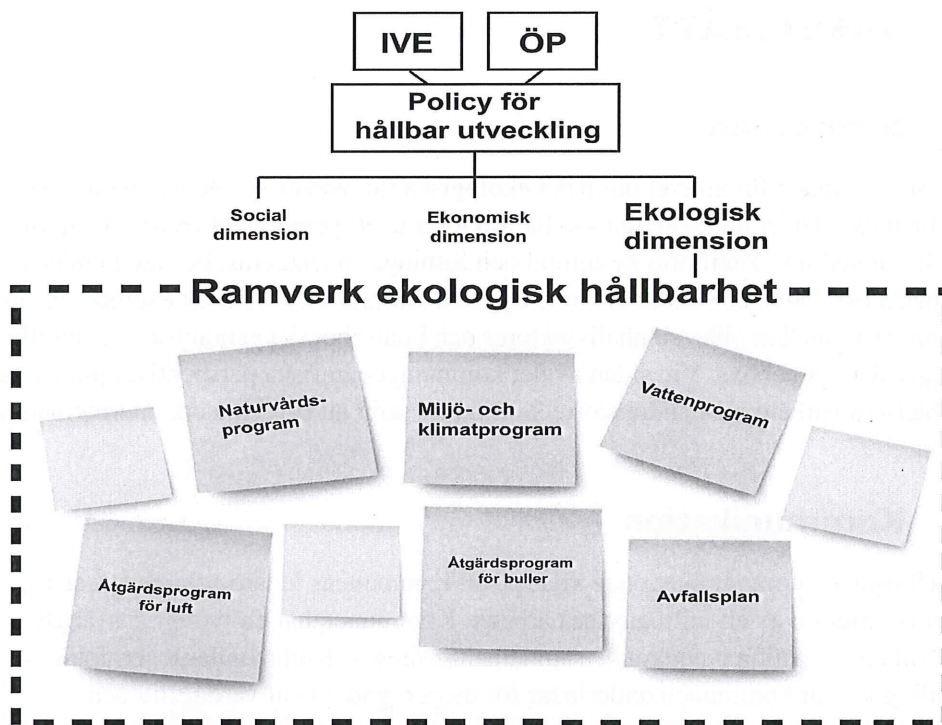 IVE
ÖP
Policy för
hållbar utveckling
Social
dimension
Ekonomisk
dimension
Ekologisk
dimension
Ramverk ekologisk hållbarhet
Naturvårds-
program
Miljö- och
klimatprogram
Vattenprogram
Åtgärdsprogram
för luft
Åtgärdsprogram
för buller
Avfallsplan